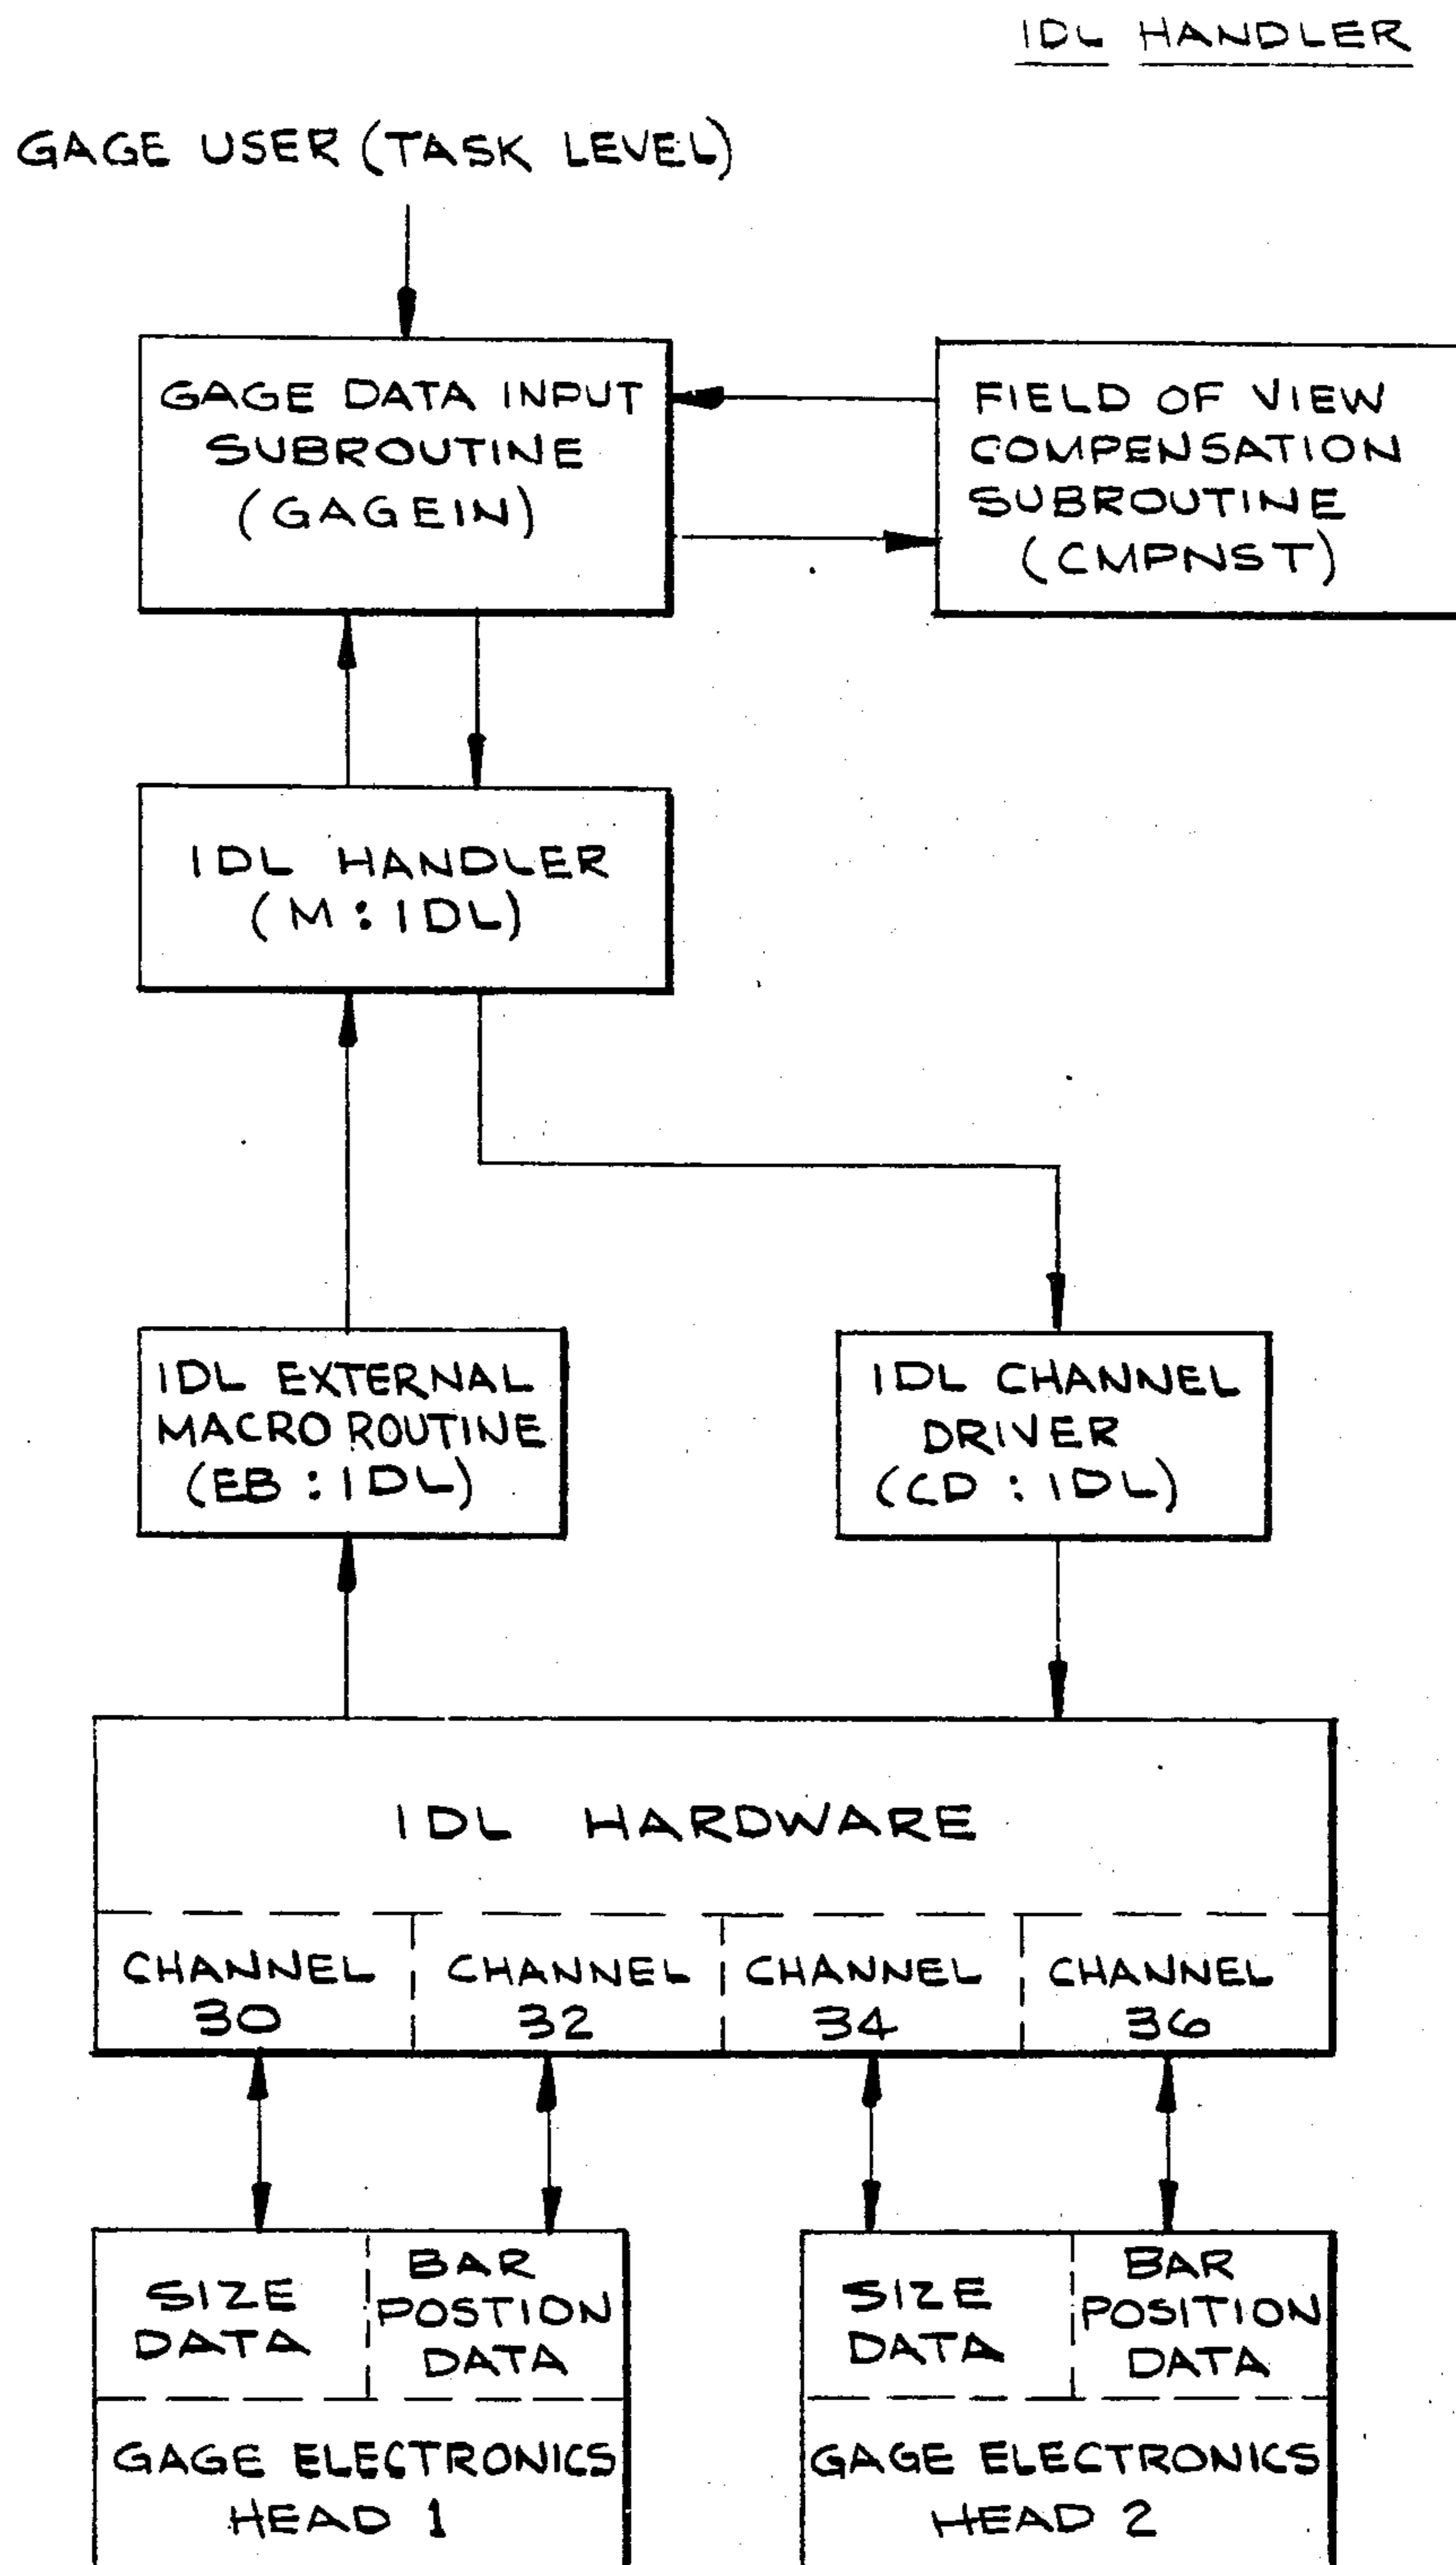 IDL HANDLER
GAGE USER (TASK LEVEL)
GAGE DATA INPUT
SUBROUTINE
(GAGEIN)
FIELD OF VIEW
COMPENSATION
SUBROUTINE
(CMPNST)
IDL HANDLER
(M:IDL)
IDL EXTERNAL
MACRO ROUTINE
(EB:IDL)
IDL CHANNEL
DRIVER
(CD:IDL)
IDL HARDWARE
CHANNEL
30
CHANNEL
32
CHANNEL
34
CHANNEL
36
SIZE
DATA
BAR
POSTION
DATA
GAGE ELECTRONICS
HEAD 1
SIZE
DATA
BAR
POSITION
DATA
GAGE ELECTRONICS
HEAD 2